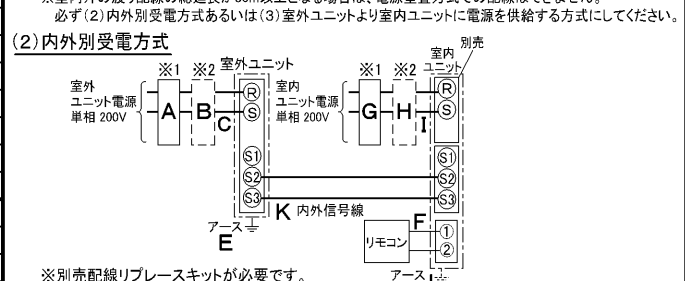 必ず(2)内外別受電方式あるいは(3)室外ユニットより室内ユニットに電源を供給する方式にしてください。
(2)内外別受電方式
※1 ※2 室外ユニット
室外
ユニット電源
単相 200V
A B C
R
S
S1
S2
S3
アース
E
※1 ※2 室内
ユニット
別売
室内
ユニット電源
単相 200V
G H I
R
S
S1
S2
S3
K 内外信号線
F
リモコン
1
2
アース
※別売配線リプレースキットが必要です。